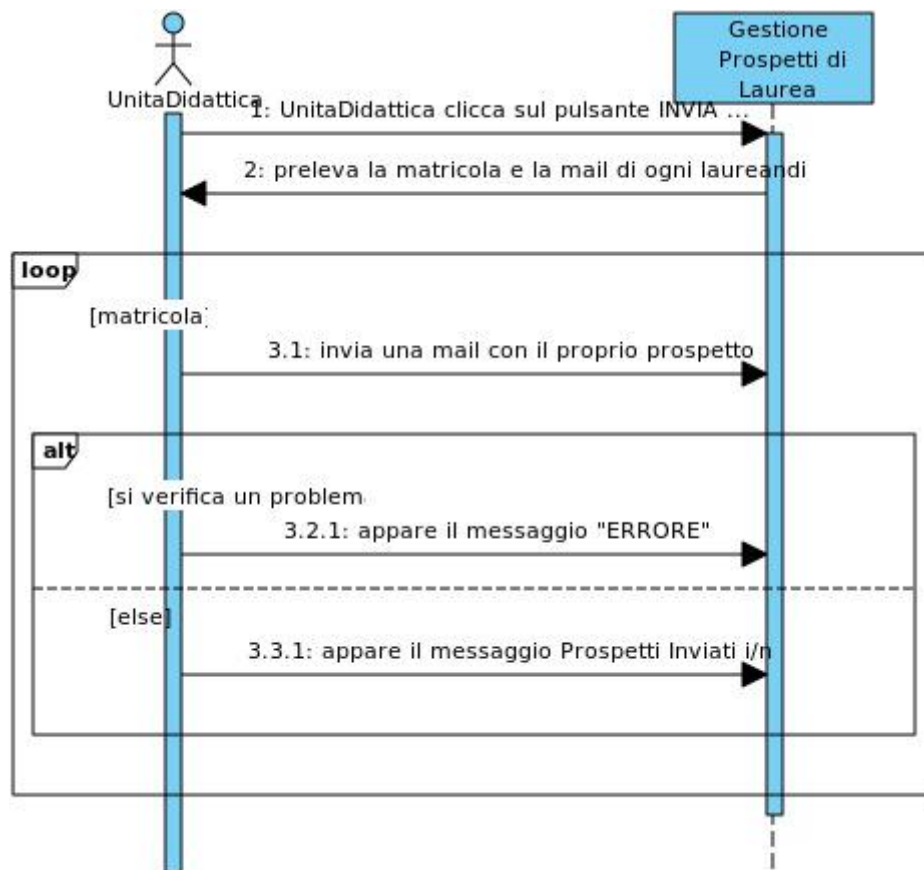 UnitaDidattica
Gestione
Prospetti di
Laurea
1: UnitaDidattica clicca sul pulsante INVIA ...
2: preleva la matricola e la mail di ogni laureandi
loop
[matricola]
3.1: invia una mail con il proprio prospetto
alt
[si verifica un problem
3.2.1: appare il messaggio "ERRORE"
[else]
3.3.1: appare il messaggio Prospetti Inviati i/n